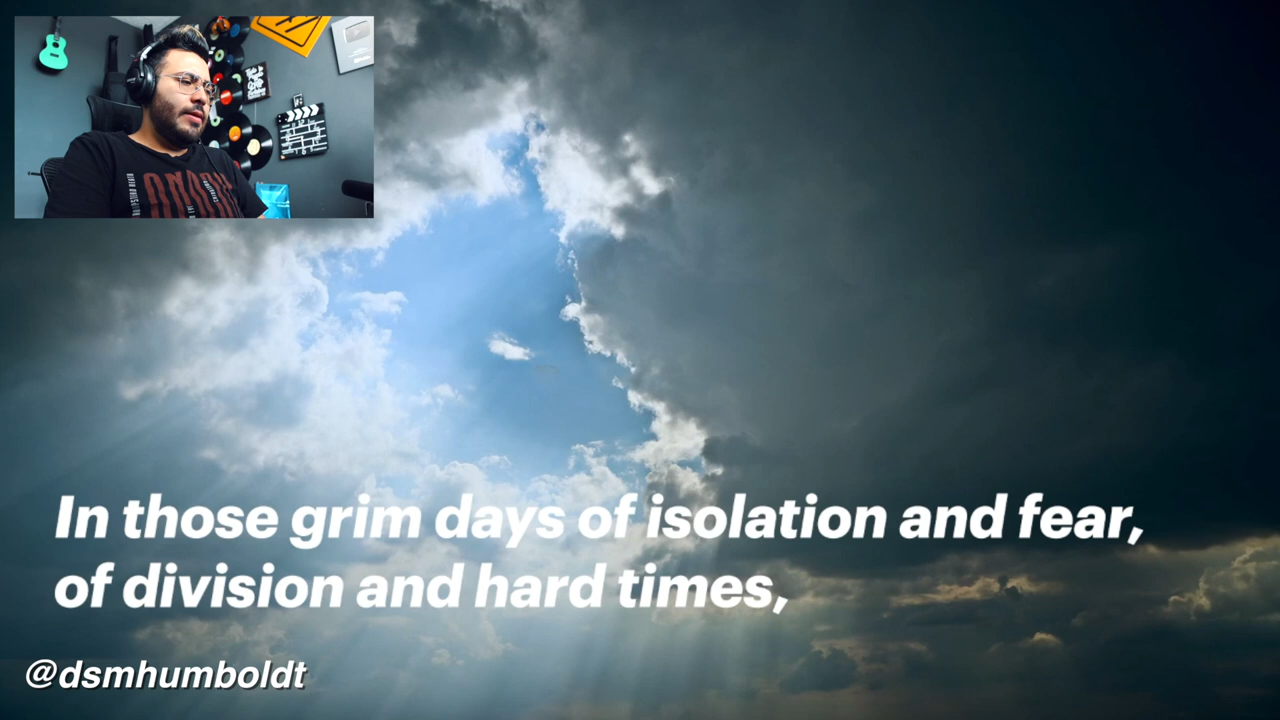 In those grim days of isolation and fear,
of division and hard times,
@dsmhumboldt